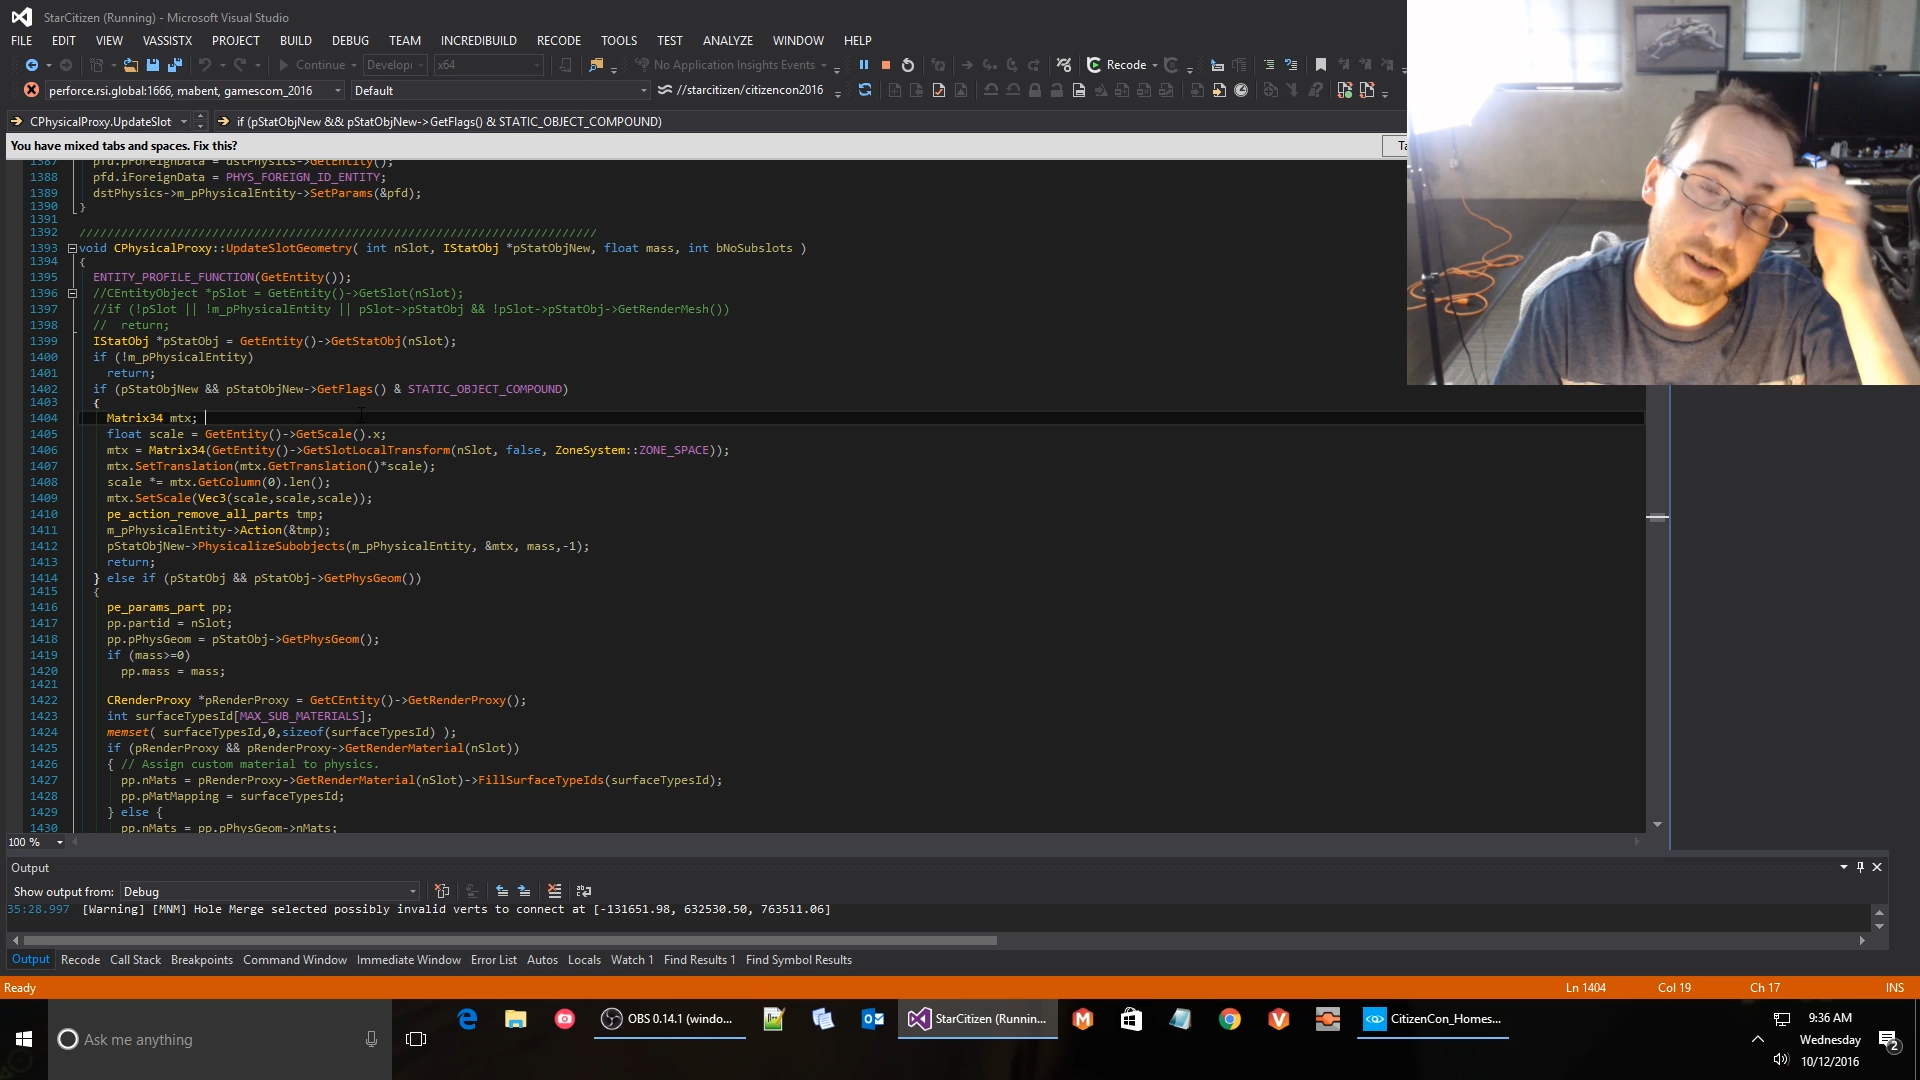 StarCitizen (Running) - Microsoft Visual Studio
FILE EDIT VIEW VASSISTX PROJECT BUILD DEBUG TEAM INCREDIBUILD RECODE TOOLS TEST ANALYZE WINDOW HELP
Continue Develop x64 No Application Insights Events Recode
perforce.rsi.global:1666, mabent, gamescom_2016 Default //starcitizen/citizencon2016
CPhysicalProxy.UpdateSlot if (pStatObjNew && pStatObjNew->GetFlags() & STATIC_OBJECT_COMPOUND)
You have mixed tabs and spaces. Fix this? Ta
1387 pfd.pForeignData = dstPhysics->GetEntity();
1388 pfd.iForeignData = PHYS_FOREIGN_ID_ENTITY;
1389 dstPhysics->m_pPhysicalEntity->SetParams(&pfd);
1390 }
1391
1392 //////////////////////////////////////////////////////////////////////////
1393 void CPhysicalProxy::UpdateSlotGeometry( int nSlot, IStatObj *pStatObjNew, float mass, int bNoSubslots )
1394 {
1395 ENTITY_PROFILE_FUNCTION(GetEntity());
1396 //CEntityObject *pSlot = GetEntity()->GetSlot(nSlot);
1397 //if (!pSlot || !m_pPhysicalEntity || pSlot->pStatObj && !pSlot->pStatObj->GetRenderMesh())
1398 // return;
1399 IStatObj *pStatObj = GetEntity()->GetStatObj(nSlot);
1400 if (!m_pPhysicalEntity)
1401 return;
1402 if (pStatObjNew && pStatObjNew->GetFlags() & STATIC_OBJECT_COMPOUND)
1403 {
1404 Matrix34 mtx;
1405 float scale = GetEntity()->GetScale().x;
1406 mtx = Matrix34(GetEntity()->GetSlotLocalTransform(nSlot, false, ZoneSystem::ZONE_SPACE));
1407 mtx.SetTranslation(mtx.GetTranslation()*scale);
1408 scale *= mtx.GetColumn(0).len();
1409 mtx.SetScale(Vec3(scale,scale,scale));
1410 pe_action_remove_all_parts tmp;
1411 m_pPhysicalEntity->Action(&tmp);
1412 pStatObjNew->PhysicalizeSubobjects(m_pPhysicalEntity, &mtx, mass,-1);
1413 return;
1414 } else if (pStatObj && pStatObj->GetPhysGeom())
1415 {
1416 pe_params_part pp;
1417 pp.partid = nSlot;
1418 pp.pPhysGeom = pStatObj->GetPhysGeom();
1419 if (mass>=0)
1420 pp.mass = mass;
1421
1422 CRenderProxy *pRenderProxy = GetCEntity()->GetRenderProxy();
1423 int surfaceTypesId[MAX_SUB_MATERIALS];
1424 memset( surfaceTypesId,0,sizeof(surfaceTypesId) );
1425 if (pRenderProxy && pRenderProxy->GetRenderMaterial(nSlot))
1426 { // Assign custom material to physics.
1427 pp.nMats = pRenderProxy->GetRenderMaterial(nSlot)->FillSurfaceTypeIds(surfaceTypesId);
1428 pp.pMatMapping = surfaceTypesId;
1429 } else {
1430 pp.nMats = pp.pPhysGeom->nMats;
100 %
Output
Show output from: Debug
35:28.997 [Warning] [MNM] Hole Merge selected possibly invalid verts to connect at [-131651.98, 632530.50, 763511.06]
Output Recode Call Stack Breakpoints Command Window Immediate Window Error List Autos Locals Watch 1 Find Results 1 Find Symbol Results
Ready Ln 1404 Col 19 Ch 17 INS
Ask me anything OBS 0.14.1 (windo... StarCitizen (Runnin... CitizenCon_Homes...
9:36 AM
Wednesday 2
10/12/2016